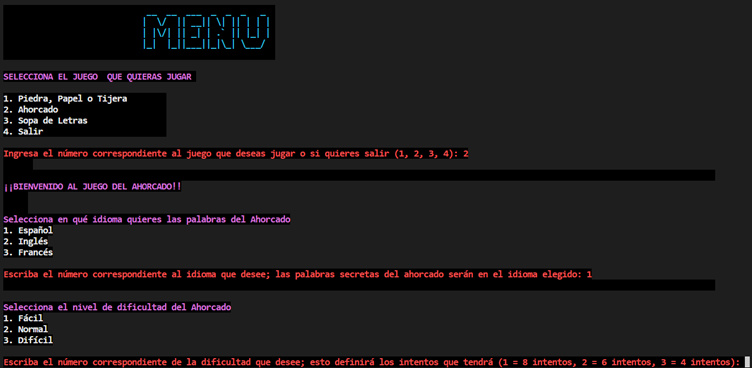 MENU
SELECCIONA EL JUEGO  QUE QUIERAS JUGAR
1. Piedra, Papel o Tijera
2. Ahorcado
3. Sopa de Letras
4. Salir
Ingresa el número correspondiente al juego que deseas jugar o si quieres salir (1, 2, 3, 4): 2
¡¡BIENVENIDO AL JUEGO DEL AHORCADO!!
Selecciona en qué idioma quieres las palabras del Ahorcado
1. Español
2. Inglés
3. Francés
Escriba el número correspondiente al idioma que desee; las palabras secretas del ahorcado serán en el idioma elegido: 1
Selecciona el nivel de dificultad del Ahorcado
1. Fácil
2. Normal
3. Difícil
Escriba el número correspondiente de la dificultad que desee; esto definirá los intentos que tendrá (1 = 8 intentos, 2 = 6 intentos, 3 = 4 intentos):